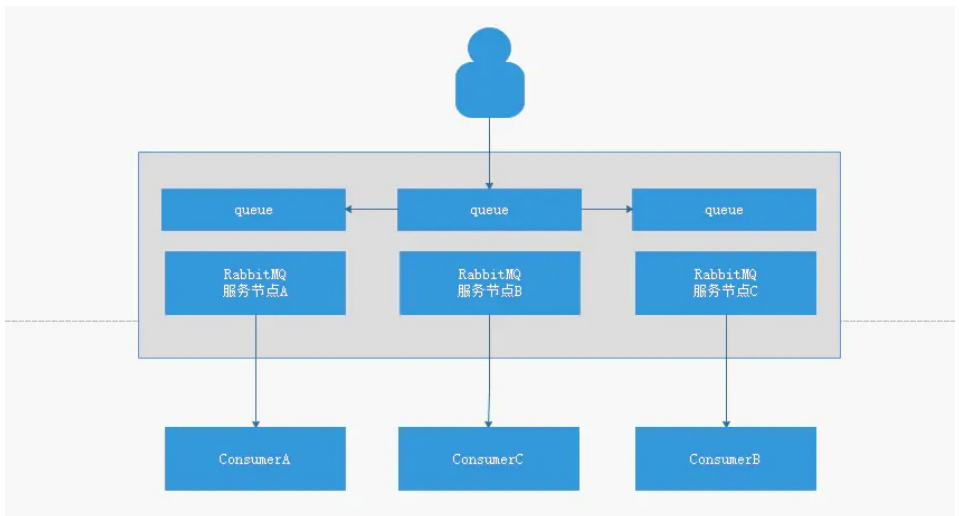 queue
queue
queue
RabbitMQ
服务节点A
RabbitMQ
服务节点B
RabbitMQ
服务节点C
ConsumerA
ConsumerC
ConsumerB